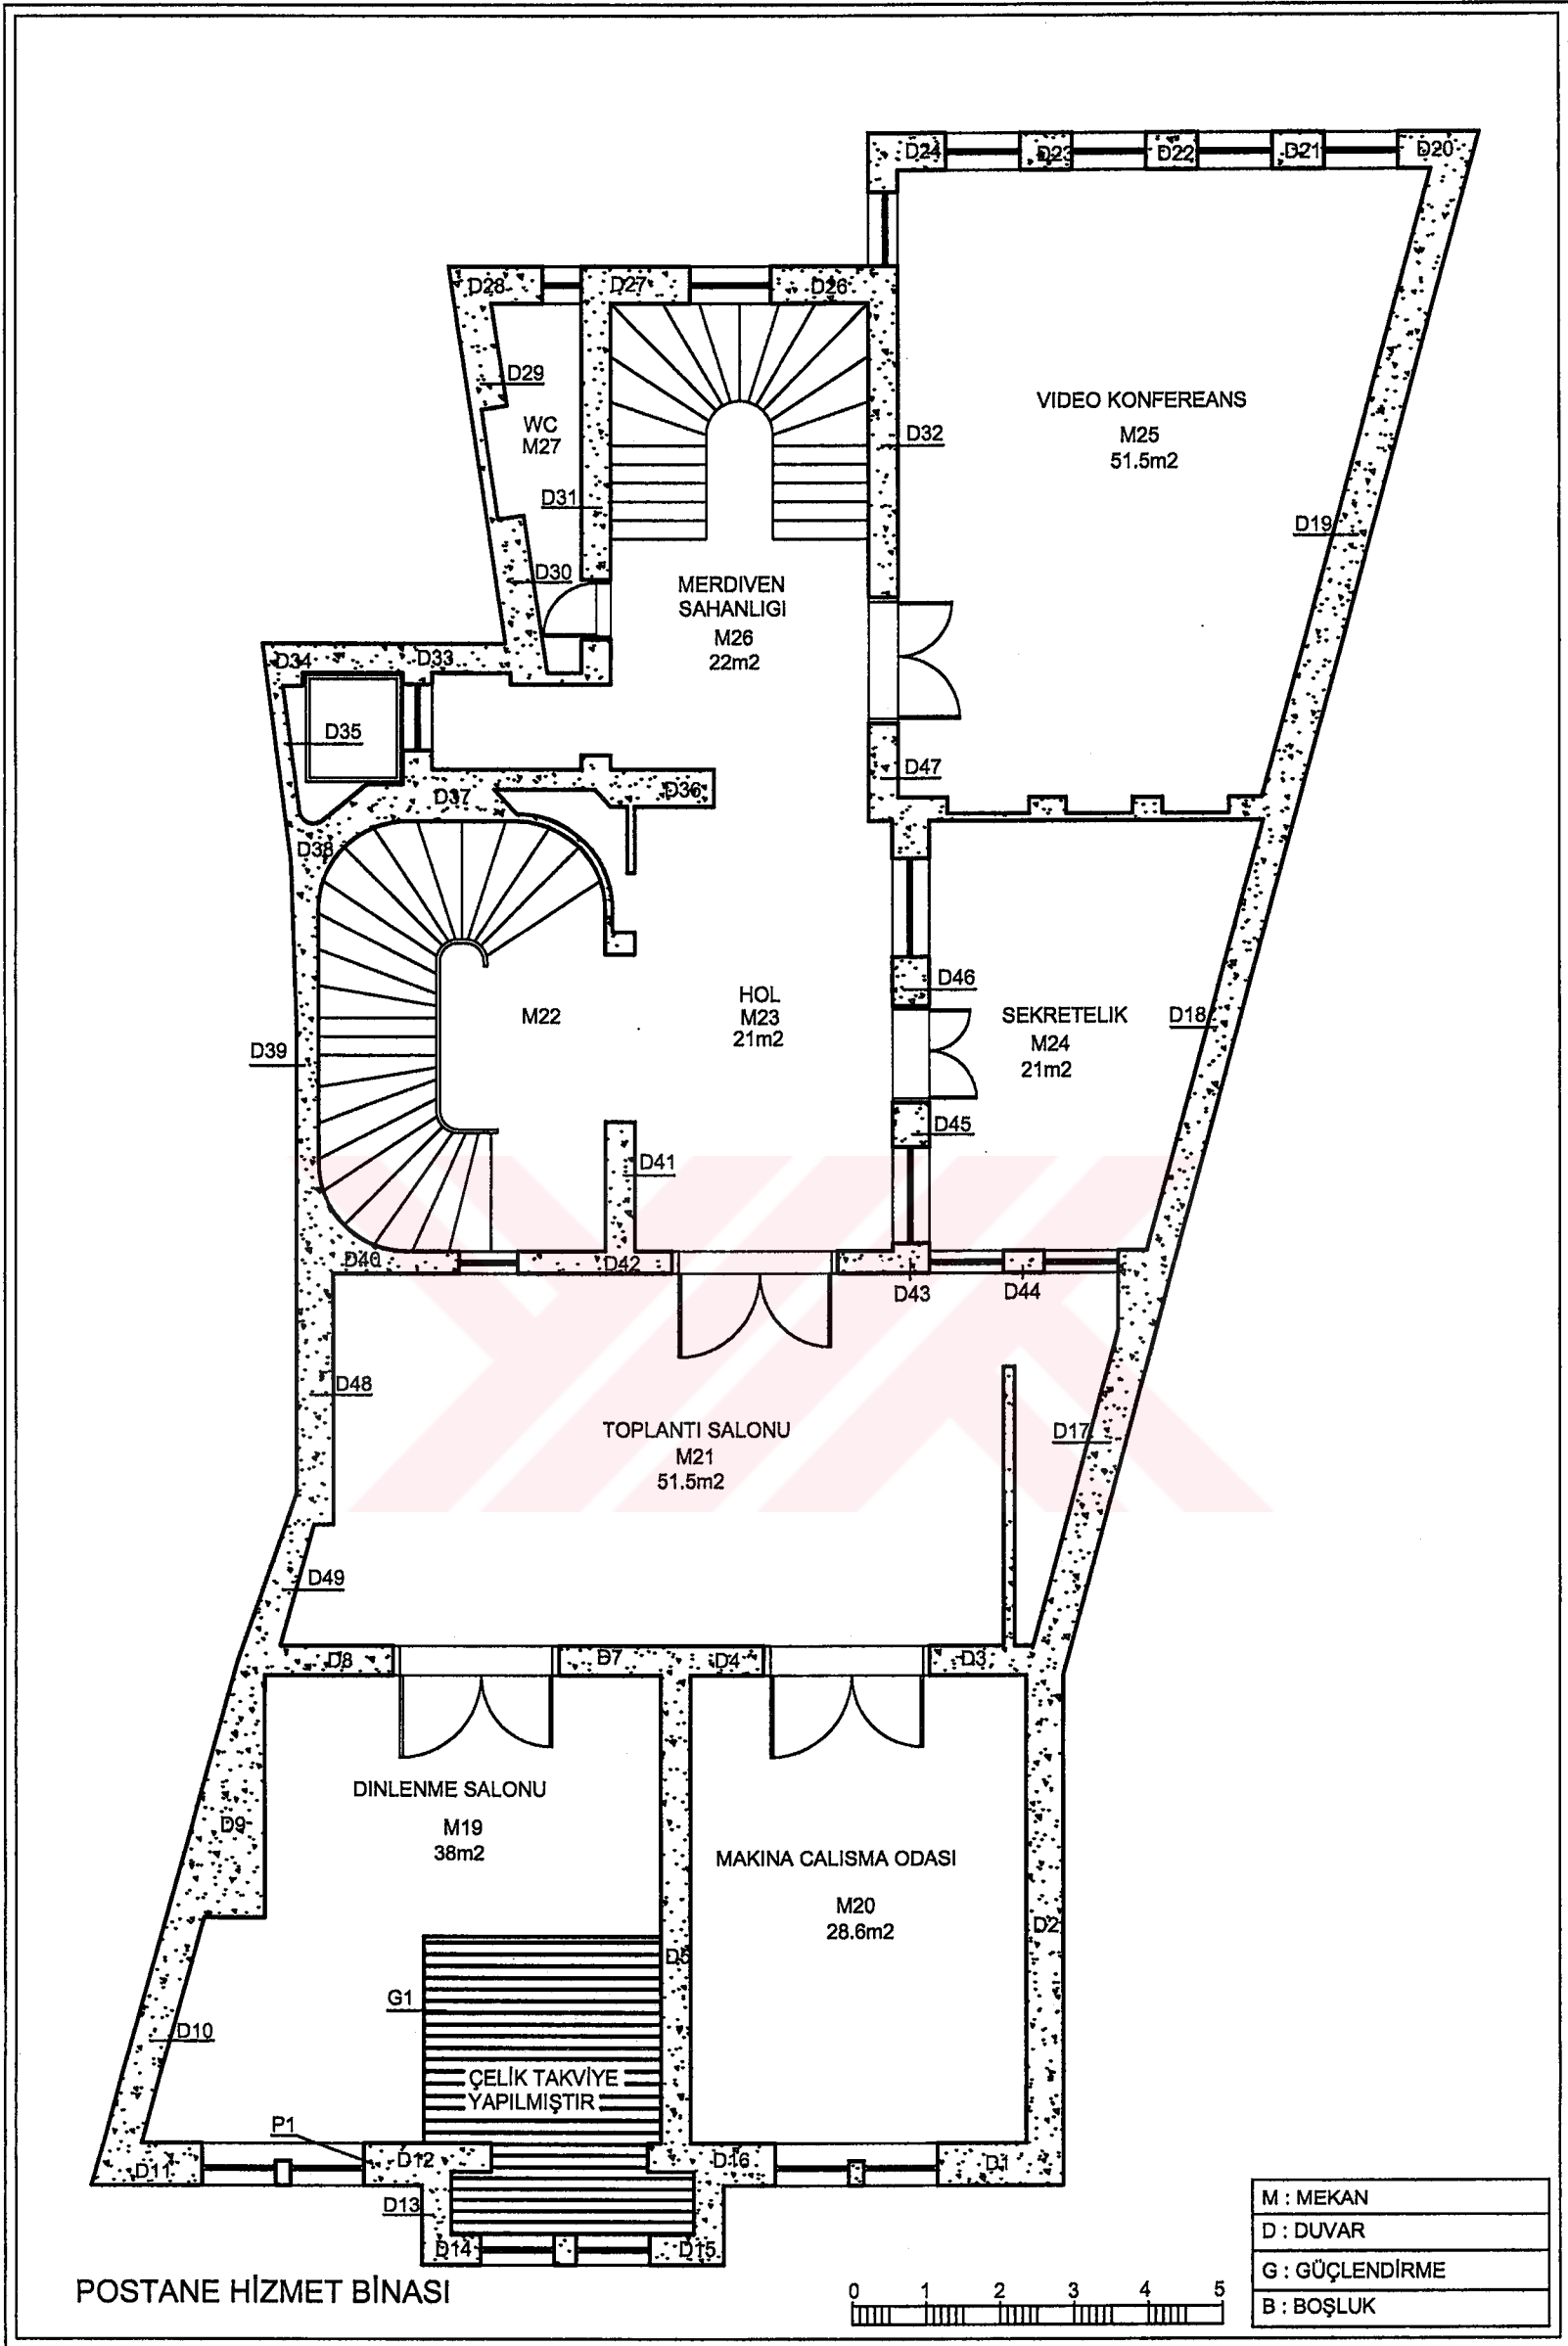 D24 D23 D22 D21 D20
D28 D27 D26
D29
VIDEO KONFEREANS
M25
51.5m2
WC
M27
D32
D31
D19
D30
MERDIVEN
SAHANLIGI
M26
22m2
D34 D33
D35
D47
D37 D36
D38
D46
HOL
M23
21m2
M22
SEKRETELIK
M24
21m2
D18
D39
D45
D41
D40 D42
D43 D44
D48
TOPLANTI SALONU
M21
51.5m2
D17
D49
D8 D7 D4 D3
DINLENME SALONU
M19
38m2
D9
MAKINA CALISMA ODASI
M20
28.6m2
D2
D5
G1
D10
ÇELİK TAKVİYE
YAPILMIŞTIR
P1
D11 D12 D16 D1
D13
D14 D15
POSTANE HİZMET BİNASI
0 1 2 3 4 5
M : MEKAN
D : DUVAR
G : GÜÇLENDİRME
B : BOŞLUK